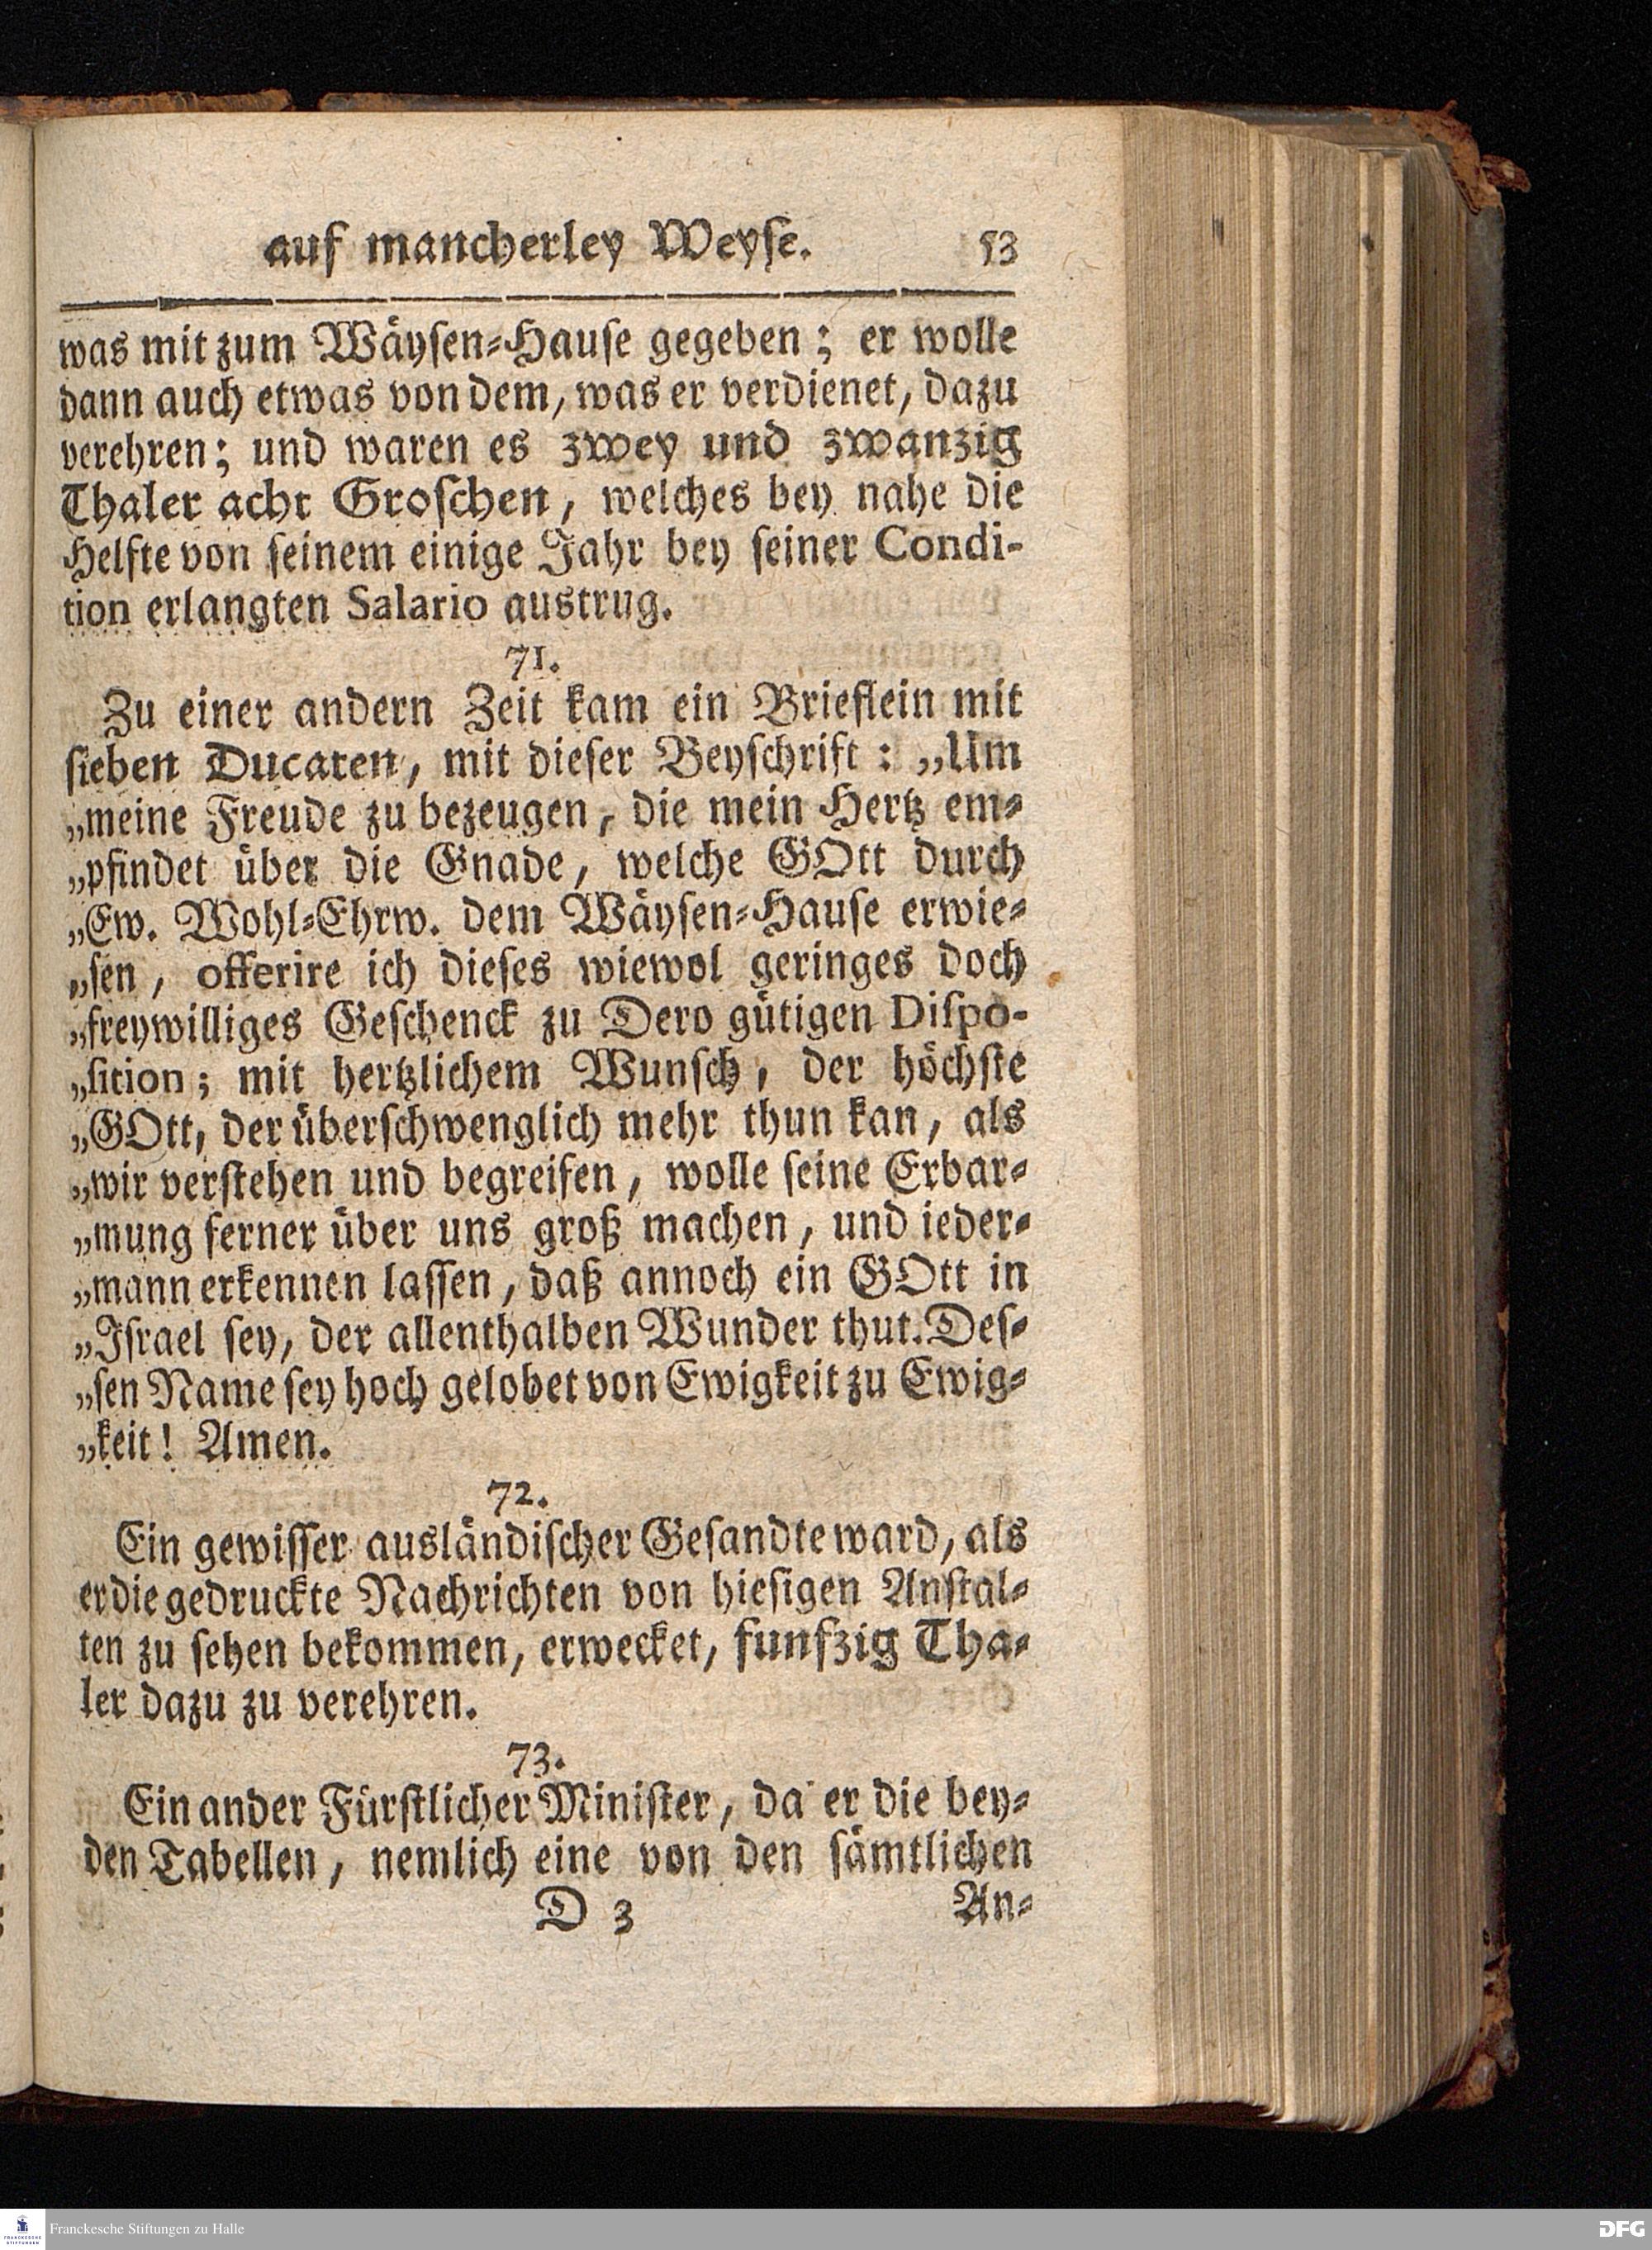 auf mancherley Weyse. 53
was mit zum Wäysen-Hause gegeben; er wolle
dann auch etwas von dem, was er verdienet, dazu
verehren; und waren es zwey und zwanzig
Thaler acht Groschen, welches bey nahe die
Helfte von seinem einige Jahr bey seiner Condi-
tion erlangten Salario austrug.
71.
Zu einer andern Zeit kam ein Brieflein mit
sieben Ducaten, mit dieser Beyschrift: „Um
„meine Freude zu bezeugen, die mein Hertz em-
„pfindet über die Gnade, welche GOtt durch
„Ew. Wohl-Ehrw. dem Wäysen-Hause erwie-
„sen, offerire ich dieses wiewol geringes doch
„freywilliges Geschenck zu Dero gütigen Dispo-
„sition; mit hertzlichem Wunsch, der höchste
„GOtt, der überschwenglich mehr thun kan, als
„wir verstehen und begreifen, wolle seine Erbar-
„mung ferner über uns groß machen, und ieder-
„mann erkennen lassen, daß annoch ein GOtt in
„Israel sey, der allenthalben Wunder thut. Des-
„sen Name sey hoch gelobet von Ewigkeit zu Ewig-
„keit! Amen.
72.
Ein gewisser ausländischer Gesandte ward, als
er die gedruckte Nachrichten von hiesigen Anstal-
ten zu sehen bekommen, erwecket, funfzig Tha-
ler dazu zu verehren.
73.
Ein ander Fürstlicher Minister, da er die bey-
den Tabellen, nemlich eine von den sämtlichen
D 3 An-
Franckesche Stiftungen zu Halle
FRANCKESCHE
STIFTUNGEN
DFG